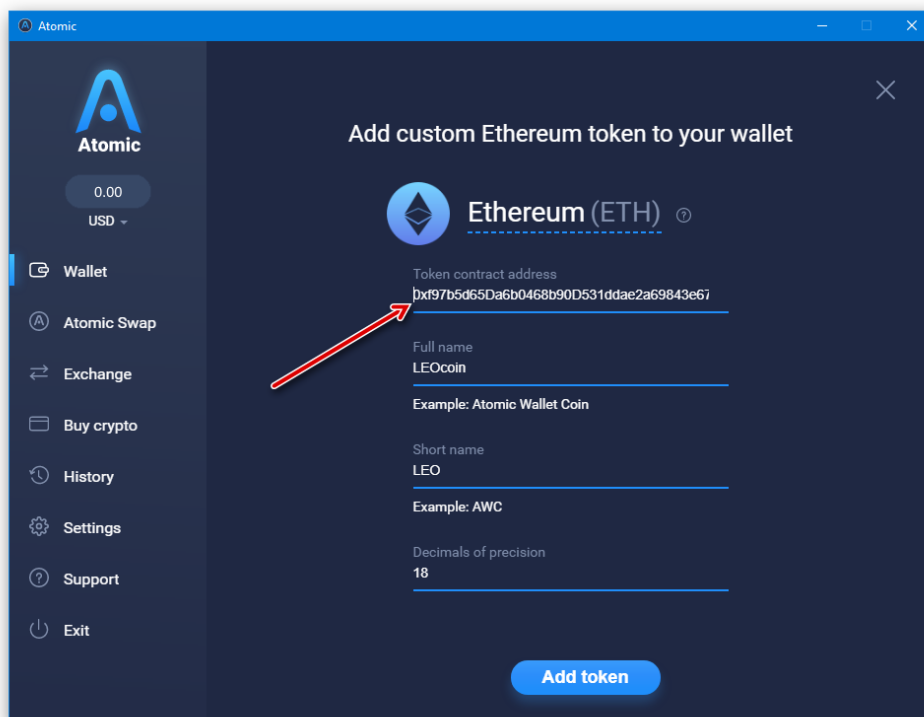 Atomic
Atomic
0.00
USD
Wallet
Atomic Swap
Exchange
Buy crypto
History
Settings
Support
Exit
Add custom Ethereum token to your wallet
Ethereum (ETH) ?
Token contract address
0xf97b5d65Da6b0468b90D531ddae2a69843e67
Full name
LEOcoin
Example: Atomic Wallet Coin
Short name
LEO
Example: AWC
Decimals of precision
18
Add token